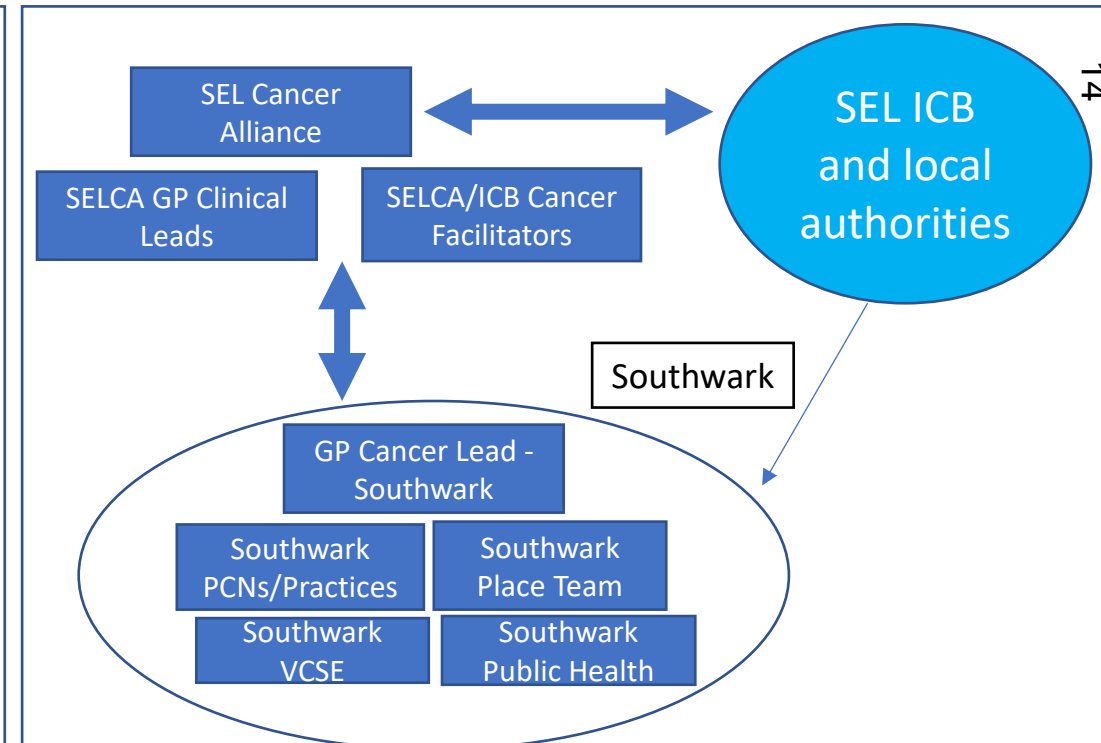 SEL Cancer
Alliance
SEL ICB
and local
authorities
14
SELCA GP Clinical
Leads
SELCA/ICB Cancer
Facilitators
Southwark
GP Cancer Lead -
Southwark
Southwark
PCNs/Practices
Southwark
Place Team
Southwark
VCSE
Southwark
Public Health